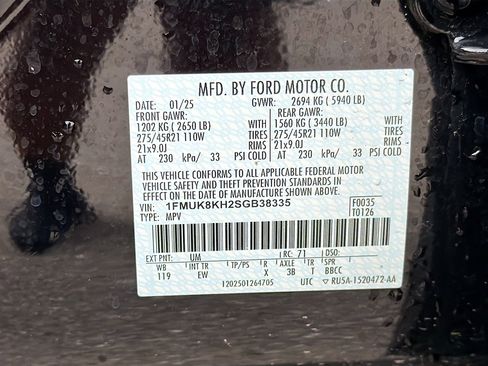 MFD. BY FORD MOTOR CO.
DATE: 01/25 GVWR: 2694 KG ( 5940 LB)
FRONT GAWR: REAR GAWR:
1202 KG ( 2650 LB) 1560 KG ( 3440 LB)
275/45R21 110W TIRES 275/45R21 110W TIRES
21x9.0J RIMS 21x9.0J RIMS
AT 230 kPa/ 33 PSI COLD AT 230 kPa/ 33 PSI COLD
THIS VEHICLE CONFORMS TO ALL APPLICABLE FEDERAL MOTOR
VEHICLE SAFETY AND THEFT PREVENTION STANDARDS IN EFFECT
ON THE DATE OF MANUFACTURE SHOWN ABOVE.
VIN: 1FMUK8KH2SGB38335 F0035
TYPE: MPV T0126
EXT PNT: UM RC: 71 DSO:
WB INT TR TP/PS R AXLE TR SPR
119 EW X 3B T BBCC
1202501264705 UTC ▽ RU5A-1520472-AA